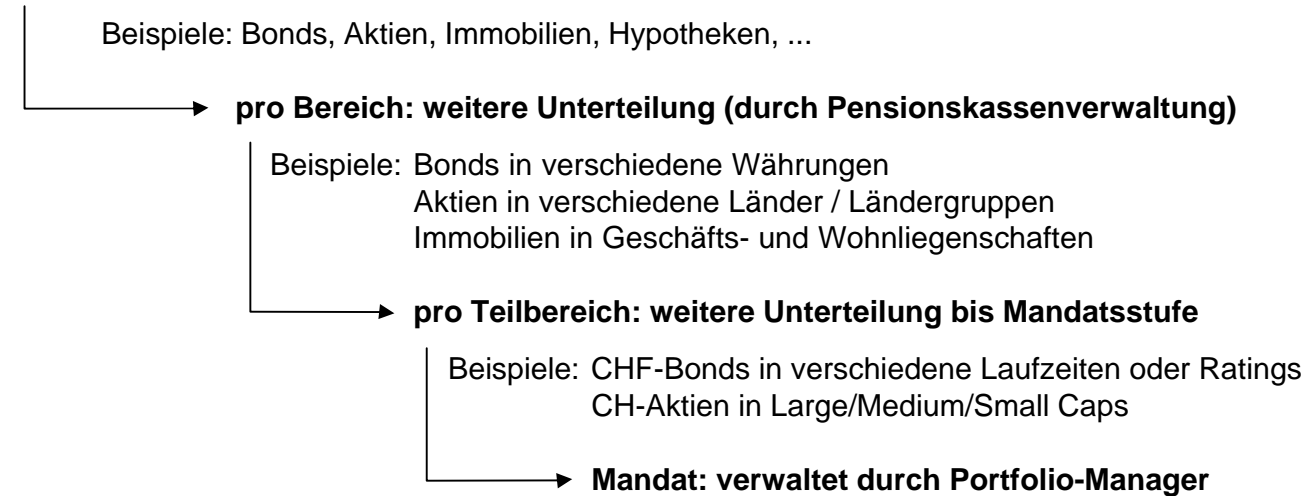 Beispiele: Bonds, Aktien, Immobilien, Hypotheken, ...
pro Bereich: weitere Unterteilung (durch Pensionskassenverwaltung)
Beispiele: Bonds in verschiedene Währungen
Aktien in verschiedene Länder / Ländergruppen
Immobilien in Geschäfts- und Wohnliegenschaften
pro Teilbereich: weitere Unterteilung bis Mandatsstufe
Beispiele: CHF-Bonds in verschiedene Laufzeiten oder Ratings
CH-Aktien in Large/Medium/Small Caps
Mandat: verwaltet durch Portfolio-Manager